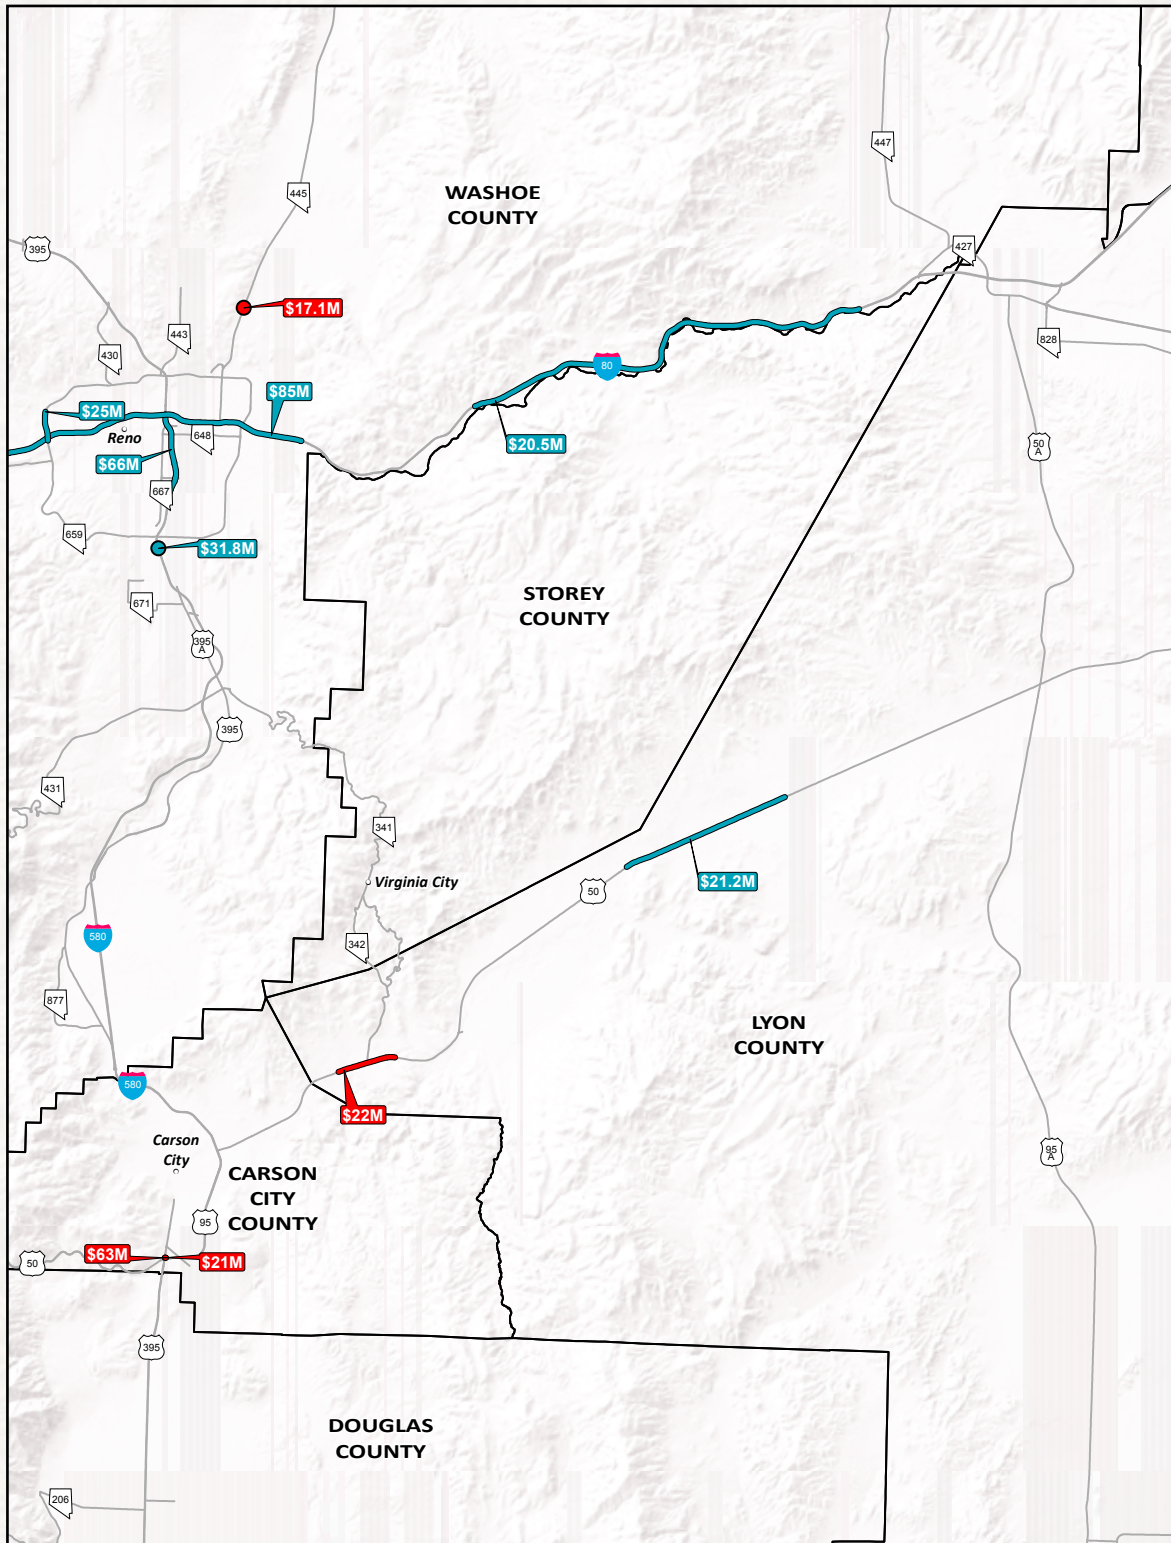 447
WASHOE
COUNTY
445
395
427
$17.1M
443
828
430
80
$85M
$25M
Reno
648
$20.5M
50
A
$66M
667
659
$31.8M
STOREY
COUNTY
671
395
A
395
431
341
Virginia City
$21.2M
50
580
342
877
LYON
COUNTY
580
$22M
Carson
City
95
A
CARSON
CITY
COUNTY
95
$63M
$21M
50
395
DOUGLAS
COUNTY
206